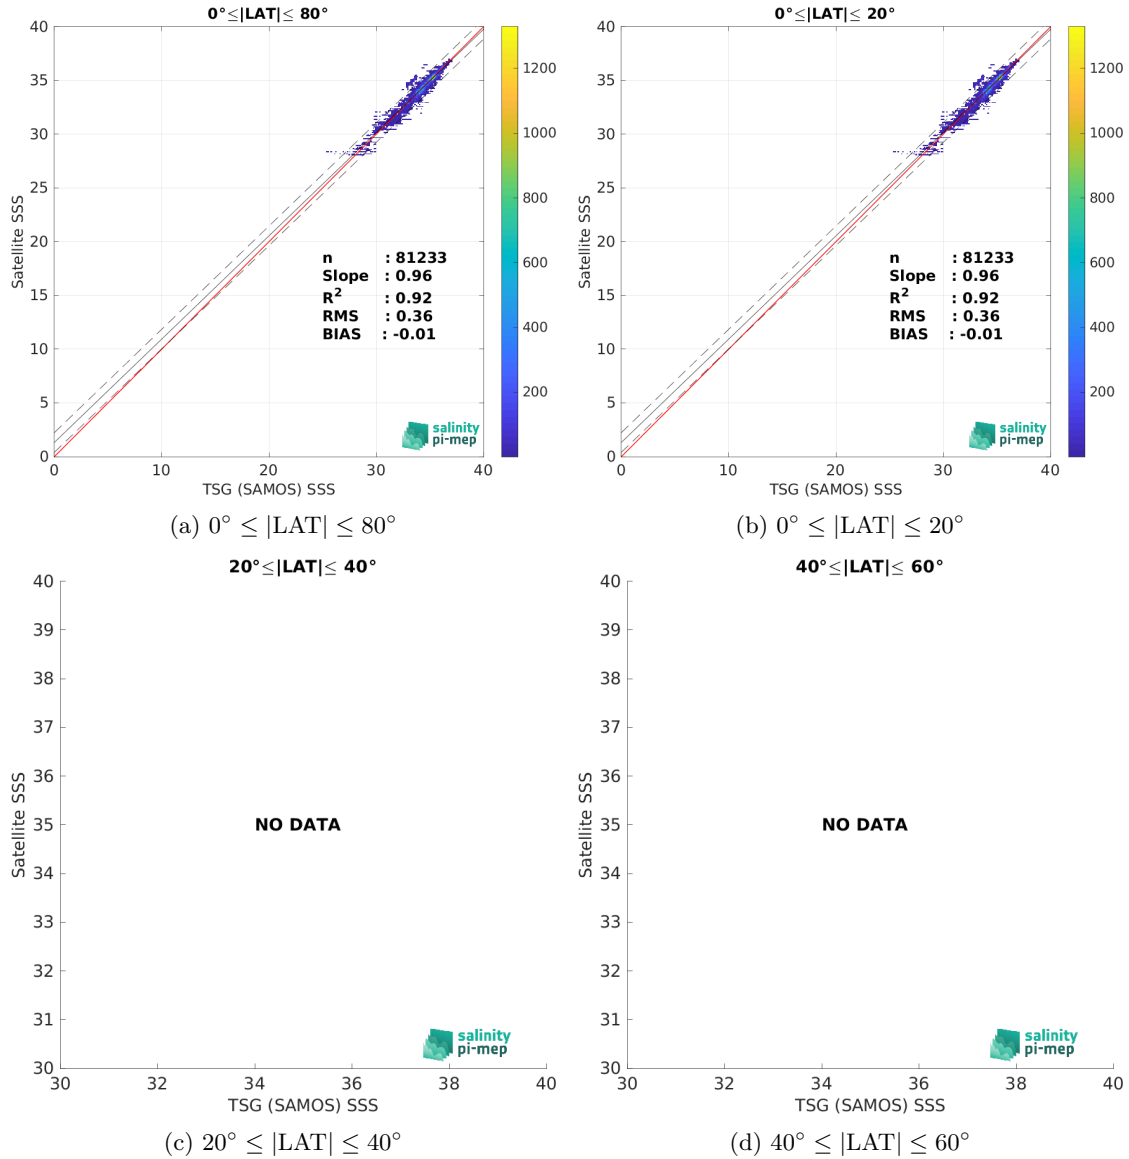 0°≤|LAT|≤ 80°
40
35
30
25
20
15
10
5
0
0
10
20
30
40
Satellite SSS
TSG (SAMOS) SSS
n : 81233
Slope : 0.96
R² : 0.92
RMS : 0.36
BIAS : -0.01
salinity
pi-mep
1200
1000
800
600
400
200
(a) 0° ≤ |LAT| ≤ 80°
0°≤|LAT|≤ 20°
40
35
30
25
20
15
10
5
0
0
10
20
30
40
Satellite SSS
TSG (SAMOS) SSS
n : 81233
Slope : 0.96
R² : 0.92
RMS : 0.36
BIAS : -0.01
salinity
pi-mep
1200
1000
800
600
400
200
(b) 0° ≤ |LAT| ≤ 20°
20°≤|LAT|≤ 40°
40
39
38
37
36
35
34
33
32
31
30
30
32
34
36
38
40
Satellite SSS
TSG (SAMOS) SSS
NO DATA
salinity
pi-mep
(c) 20° ≤ |LAT| ≤ 40°
40°≤|LAT|≤ 60°
40
39
38
37
36
35
34
33
32
31
30
30
32
34
36
38
40
Satellite SSS
TSG (SAMOS) SSS
NO DATA
salinity
pi-mep
(d) 40° ≤ |LAT| ≤ 60°